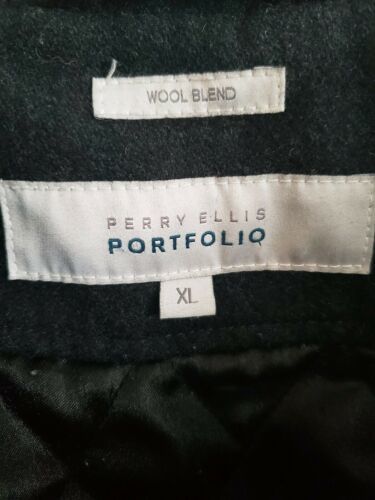 WOOL BLEND
PERRY ELLIS
PORTFOLIO
XL